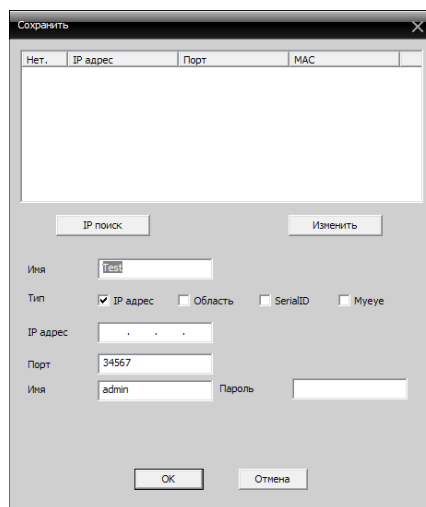 Сохранить
Нет. IP адрес Порт MAC
IP поиск Изменить
Имя Test
Тип IP адрес Область SerialID Myeye
IP адрес . . .
Порт 34567
Имя admin Пароль
OK Отмена